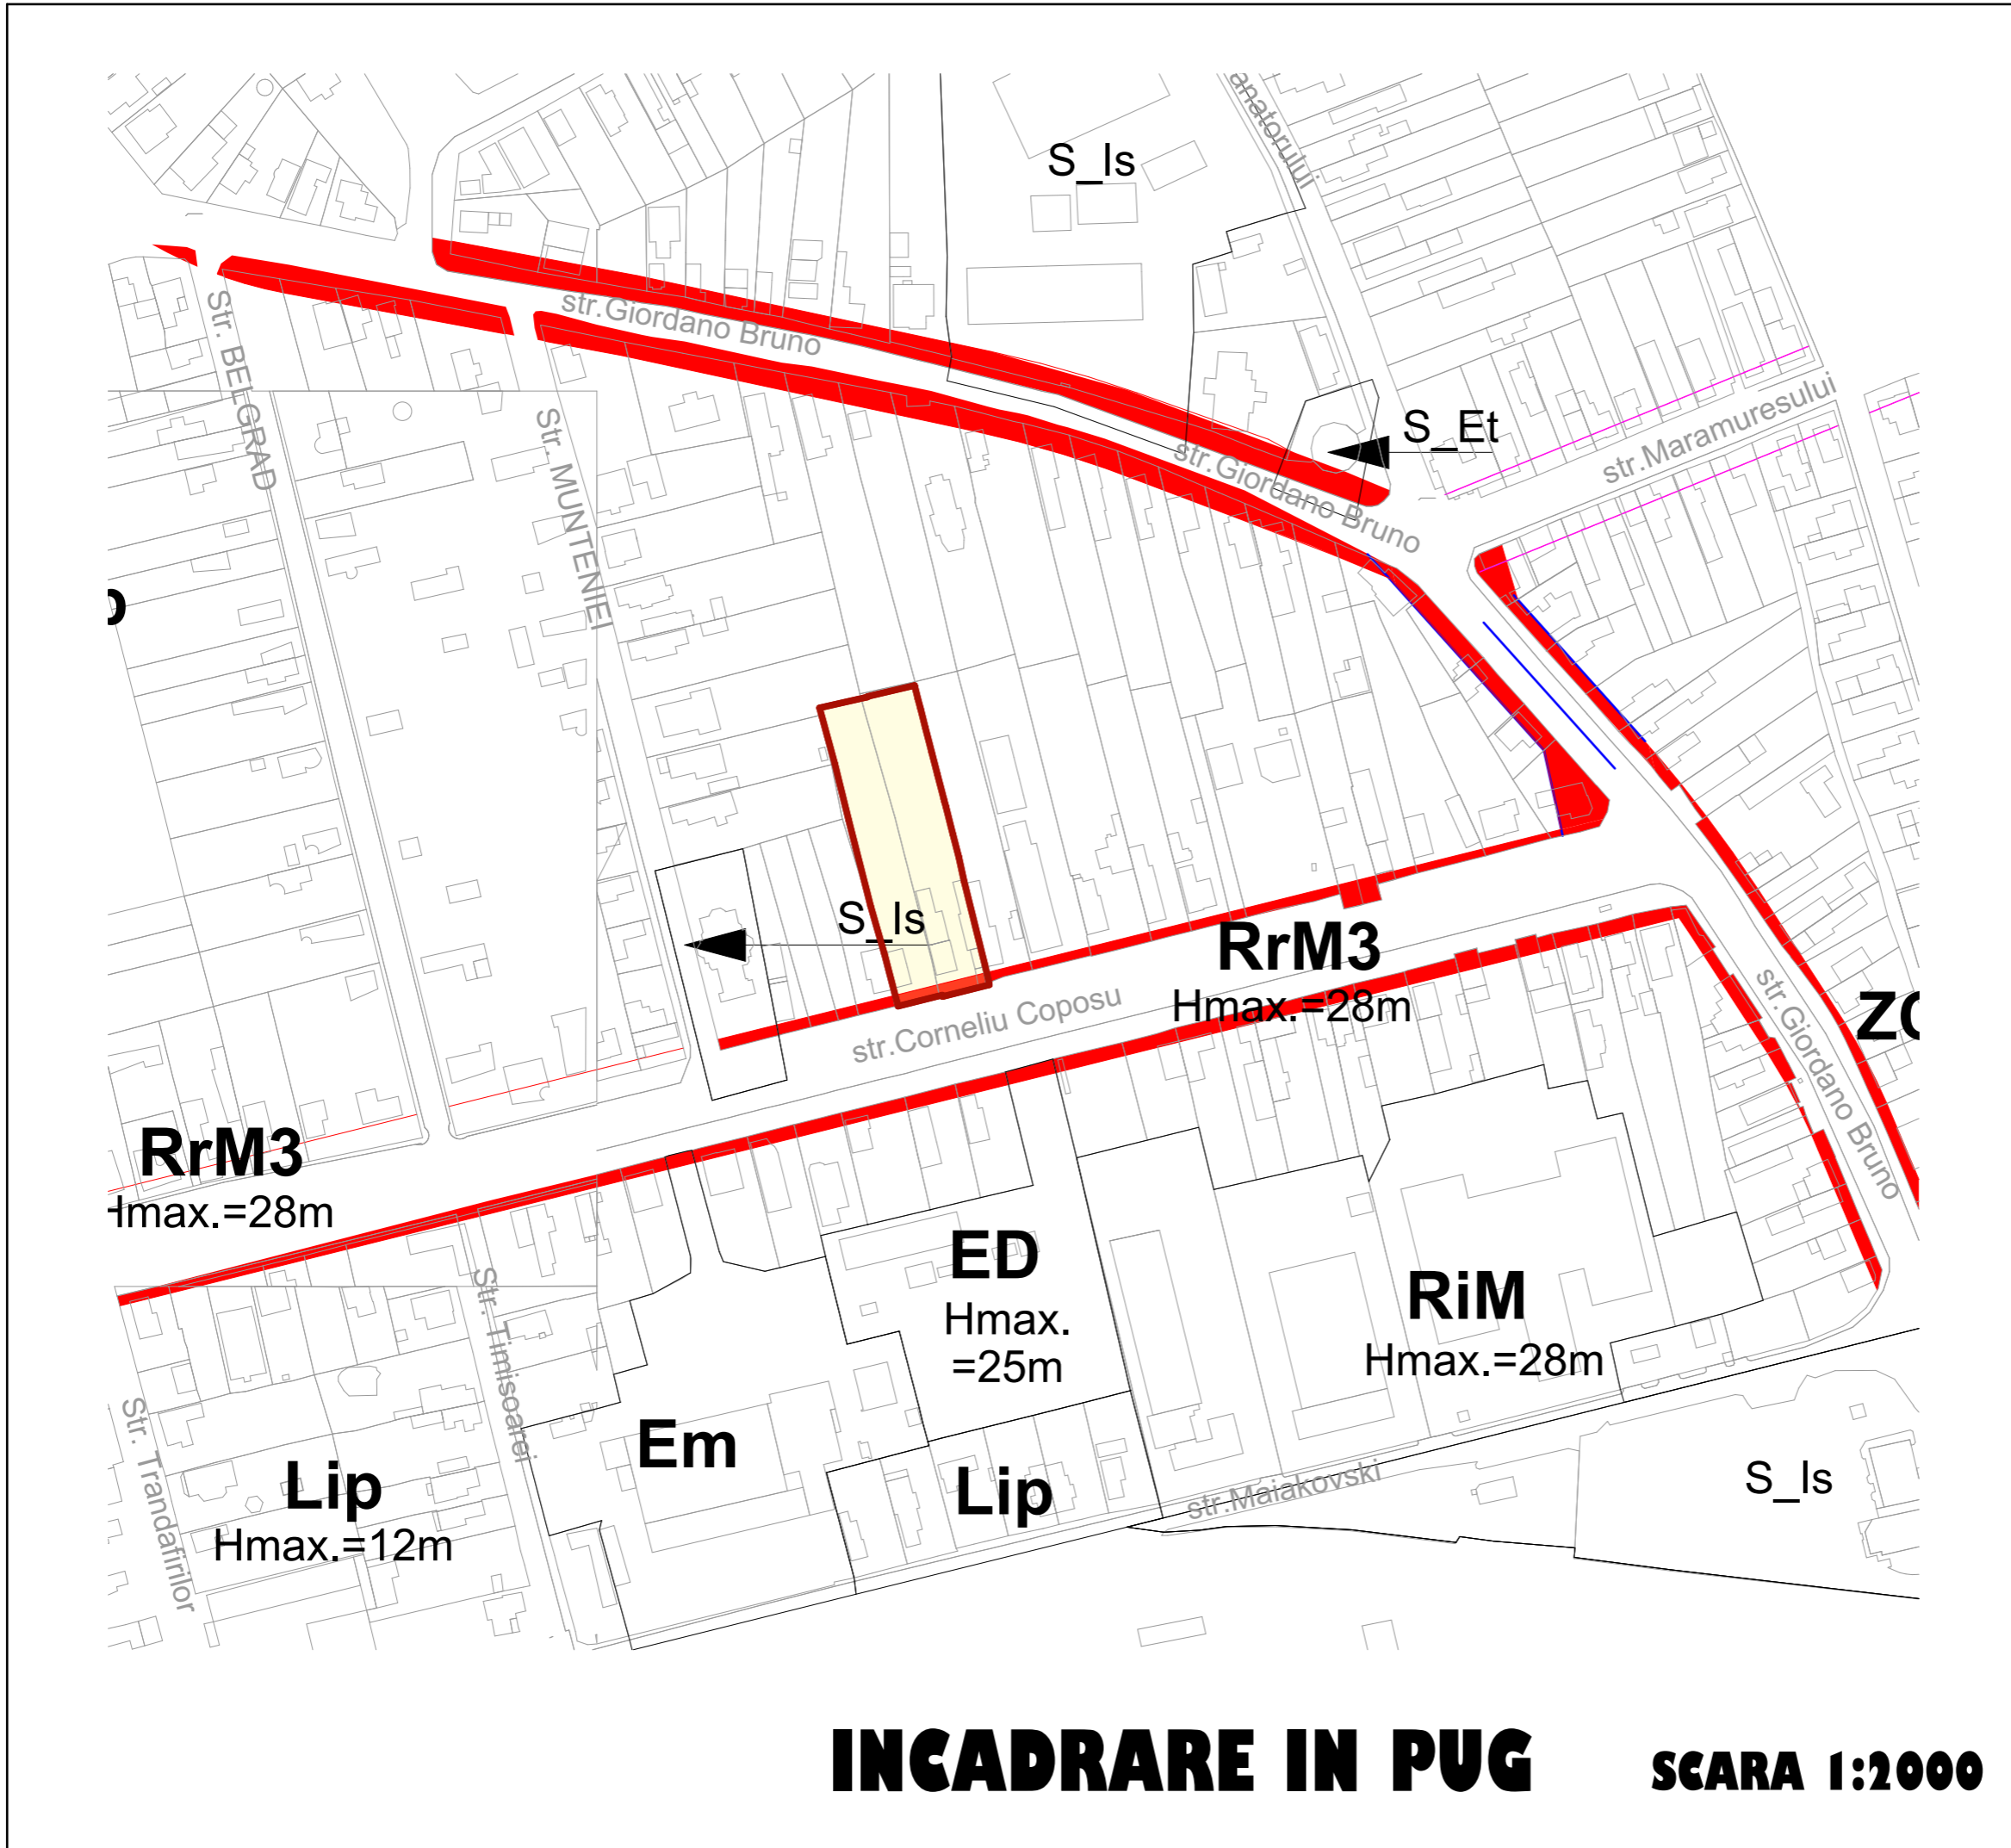 S_Is
str.Giordano Bruno
Str. BELGRAD
Str. MUNTENIEI
S_Et
str.Maramuresului
str.Giordano Bruno
S_Is
RrM3
Hmax.=28m
str.Corneliu Coposu
str.Giordano Bruno
RrM3
Hmax.=28m
ED
Hmax.
=25m
RiM
Hmax.=28m
Str. Timisoarei
Str. Trandafirilor
Em
Lip
Hmax.=12m
Lip
str.Maiakovski
S_Is
INCADRARE IN PUG
SCARA 1:2000